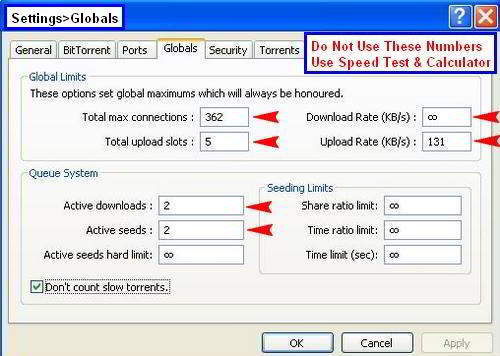 Settings>Globals
General BitTorrent Ports Globals Security Torrents
Do Not Use These Numbers
Use Speed Test & Calculator
Global Limits
These options set global maximums which will always be honoured.
Total max connections : 362 Download Rate (KB/s) : ∞
Total upload slots : 5 Upload Rate (KB/s) : 131
Queue System
Seeding Limits
Active downloads : 2 Share ratio limit: ∞
Active seeds : 2 Time ratio limit: ∞
Active seeds hard limit: ∞ Time limit (sec): ∞
Don't count slow torrents.
OK Cancel Apply